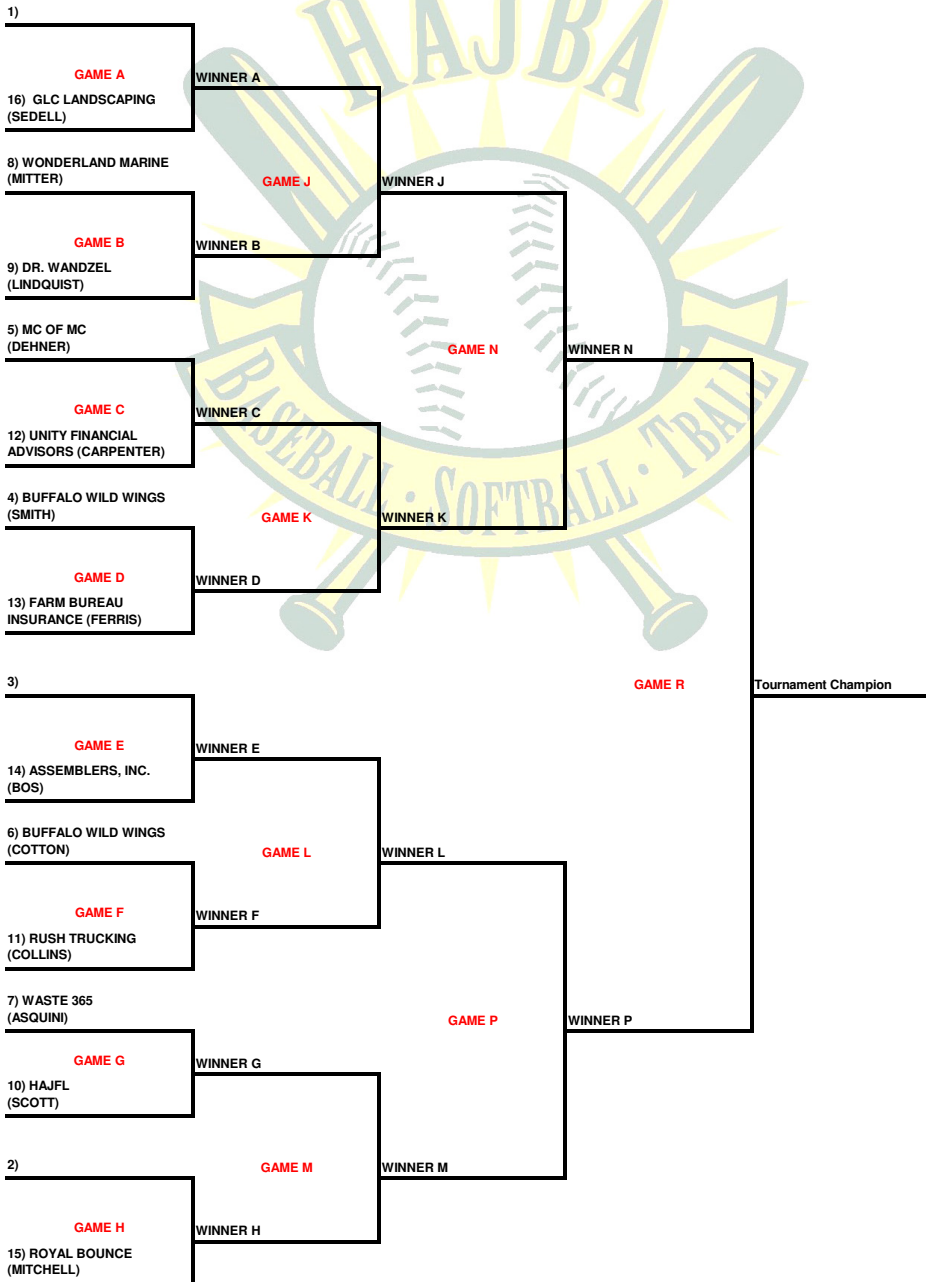 HAJBA
1)
GAME A
WINNER A
16) GLC LANDSCAPING
(SEDELL)
8) WONDERLAND MARINE
(MITTER)
GAME J
WINNER J
GAME B
WINNER B
9) DR. WANDZEL
(LINDQUIST)
5) MC OF MC
(DEHNER)
GAME N
WINNER N
GAME C
WINNER C
12) UNITY FINANCIAL
ADVISORS (CARPENTER)
BASEBALL · SOFTBALL · TBALL
4) BUFFALO WILD WINGS
(SMITH)
GAME K
WINNER K
GAME D
WINNER D
13) FARM BUREAU
INSURANCE (FERRIS)
3)
GAME R
Tournament Champion
GAME E
WINNER E
14) ASSEMBLERS, INC.
(BOS)
6) BUFFALO WILD WINGS
(COTTON)
GAME L
WINNER L
GAME F
WINNER F
11) RUSH TRUCKING
(COLLINS)
7) WASTE 365
(ASQUINI)
GAME P
WINNER P
GAME G
WINNER G
10) HAJFL
(SCOTT)
2)
GAME M
WINNER M
GAME H
WINNER H
15) ROYAL BOUNCE
(MITCHELL)